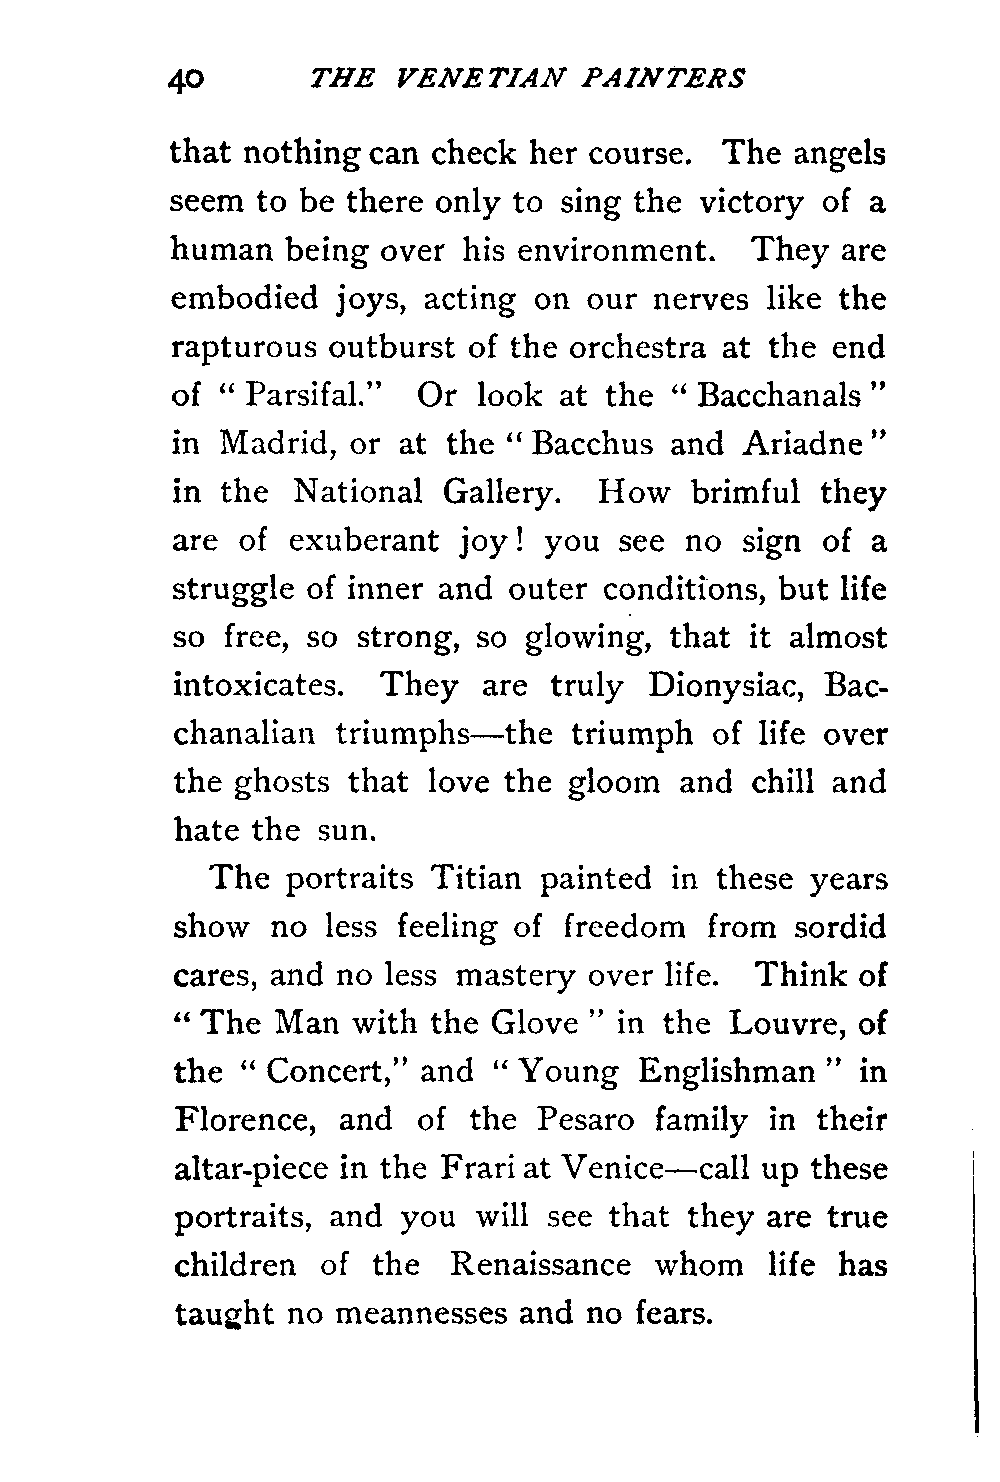 40 THE VENETIAN PAINTERS
that nothing can check her course. The angels
seem to be there only to sing the victory of a
human being over his environment. They are
embodied joys, acting on our nerves like the
rapturous outburst of the orchestra at the end
of " Parsifal." Or look at the " Bacchanals "
in Madrid, or at the " Bacchus and Ariadne "
in the National Gallery. How brimful they
are of exuberant joy! you see no sign of a
struggle of inner and outer conditions, but life
so free, so strong, so glowing, that it almost
intoxicates. They are truly Dionysiac, Bac-
chanalian triumphs—the triumph of life over
the ghosts that love the gloom and chill and
hate the sun.
The portraits Titian painted in these years
show no less feeling of freedom from sordid
cares, and no less mastery over life. Think of
" The Man with the Glove " in the Louvre, of
the " Concert," and " Young Englishman " in
Florence, and of the Pesaro family in their
altar-piece in the Frari at Venice—call up these
portraits, and you will see that they are true
children of the Renaissance whom life has
taught no meannesses and no fears.